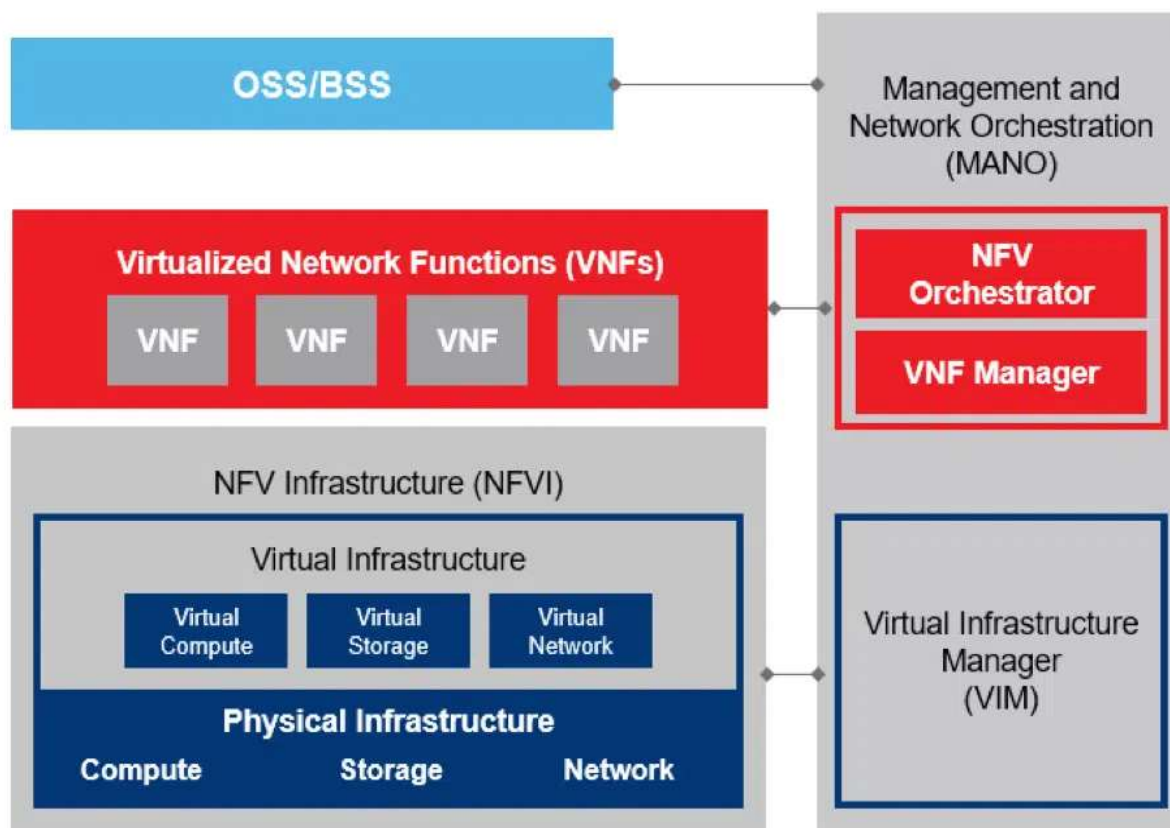 OSS/BSS
Management and
Network Orchestration
(MANO)
Virtualized Network Functions (VNFs)
VNF
VNF
VNF
VNF
NFV
Orchestrator
VNF Manager
NFV Infrastructure (NFVI)
Virtual Infrastructure
Virtual
Compute
Virtual
Storage
Virtual
Network
Physical Infrastructure
Compute
Storage
Network
Virtual Infrastructure
Manager
(VIM)